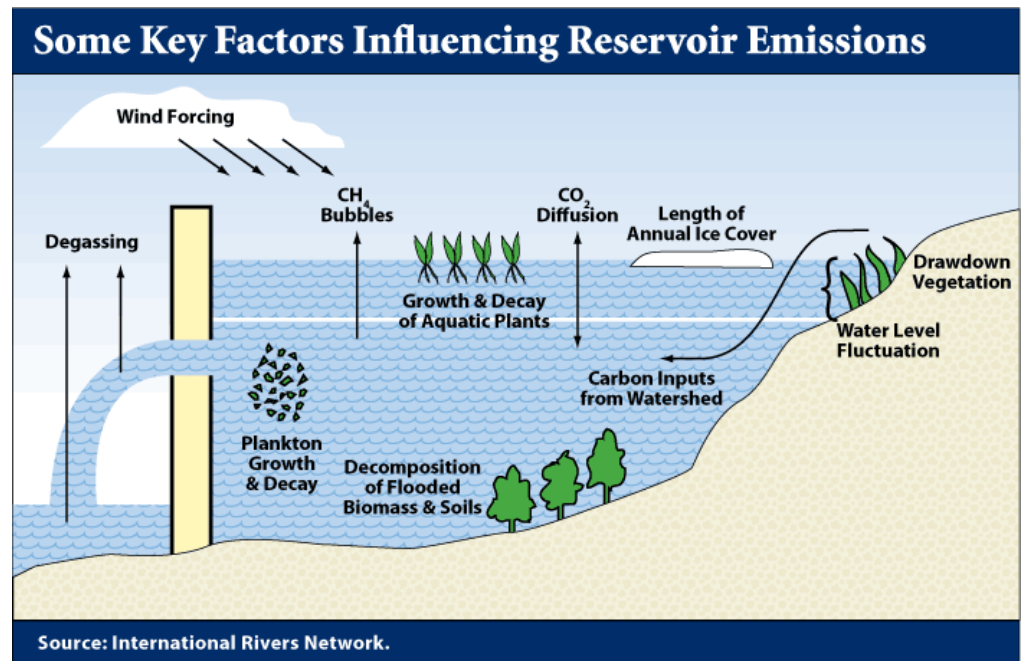 Some Key Factors Influencing Reservoir Emissions
Wind Forcing
CH4
Bubbles
CO2
Diffusion
Length of
Annual Ice Cover
Degassing
Drawdown
Vegetation
Growth & Decay
of Aquatic Plants
Water Level
Fluctuation
Carbon Inputs
from Watershed
Plankton
Growth
& Decay
Decomposition
of Flooded
Biomass & Soils
Source: International Rivers Network.